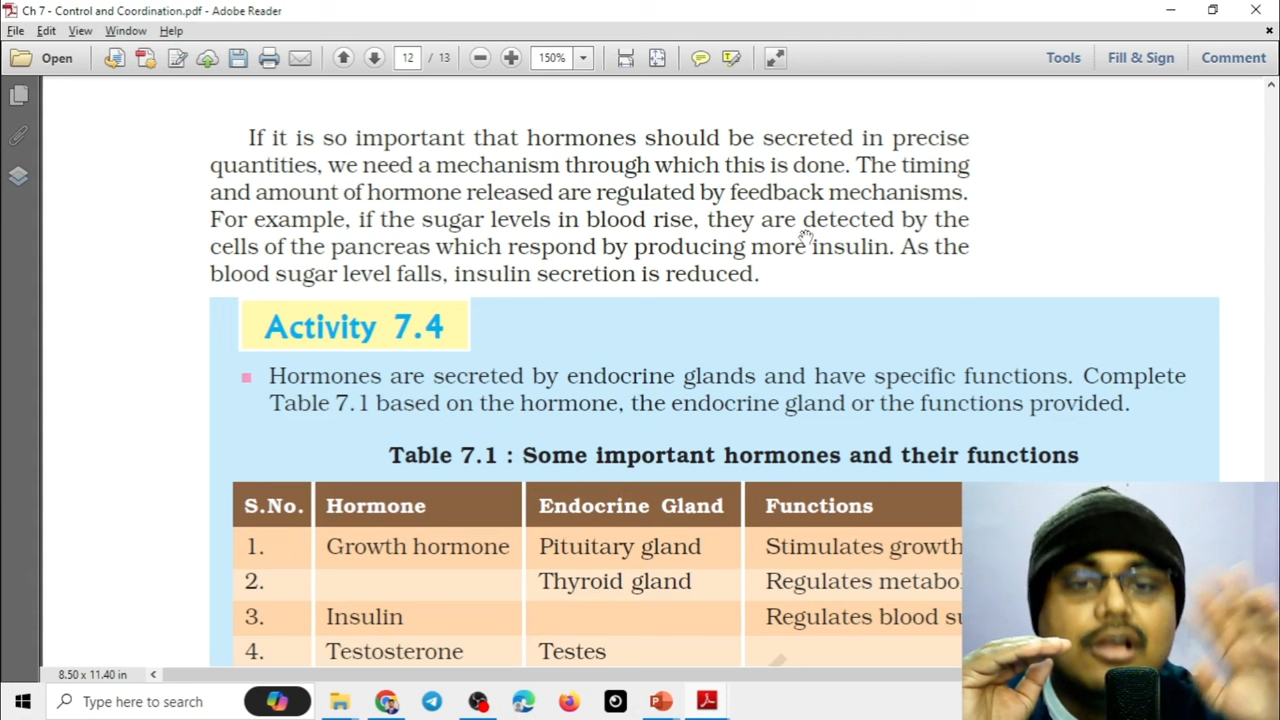 Ch 7 - Control and Coordination.pdf - Adobe Reader
File Edit View Window Help
Open 12 / 13 150% Tools Fill & Sign Comment
If it is so important that hormones should be secreted in precise
quantities, we need a mechanism through which this is done. The timing
and amount of hormone released are regulated by feedback mechanisms.
For example, if the sugar levels in blood rise, they are detected by the
cells of the pancreas which respond by producing more insulin. As the
blood sugar level falls, insulin secretion is reduced.
Activity 7.4
Hormones are secreted by endocrine glands and have specific functions. Complete
Table 7.1 based on the hormone, the endocrine gland or the functions provided.
Table 7.1 : Some important hormones and their functions
S.No. Hormone Endocrine Gland Functions
1. Growth hormone Pituitary gland Stimulates growth
2. Thyroid gland Regulates metabol
3. Insulin Regulates blood su
4. Testosterone Testes
8.50 x 11.40 in
Type here to search